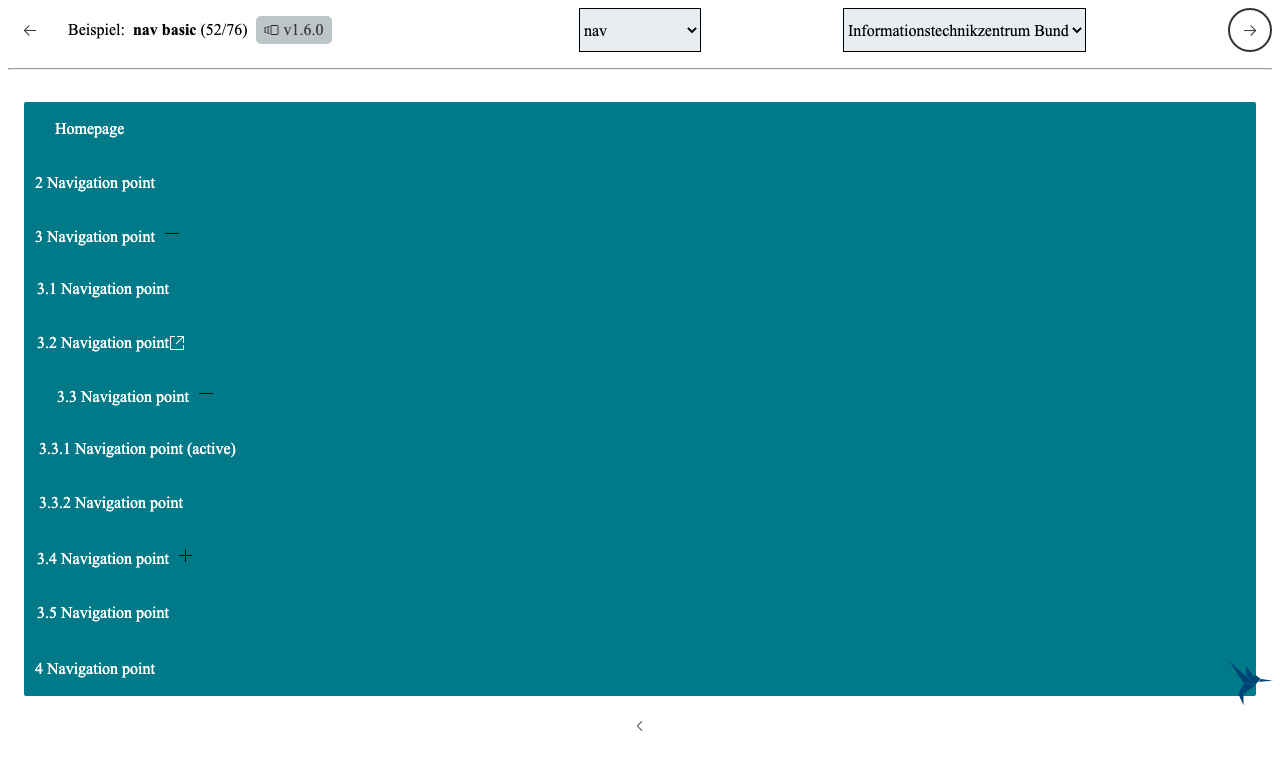 Beispiel: nav basic (52/76) v1.6.0 nav Informationstechnikzentrum Bund
Homepage
2 Navigation point
3 Navigation point
3.1 Navigation point
3.2 Navigation point
3.3 Navigation point
3.3.1 Navigation point (active)
3.3.2 Navigation point
3.4 Navigation point
3.5 Navigation point
4 Navigation point